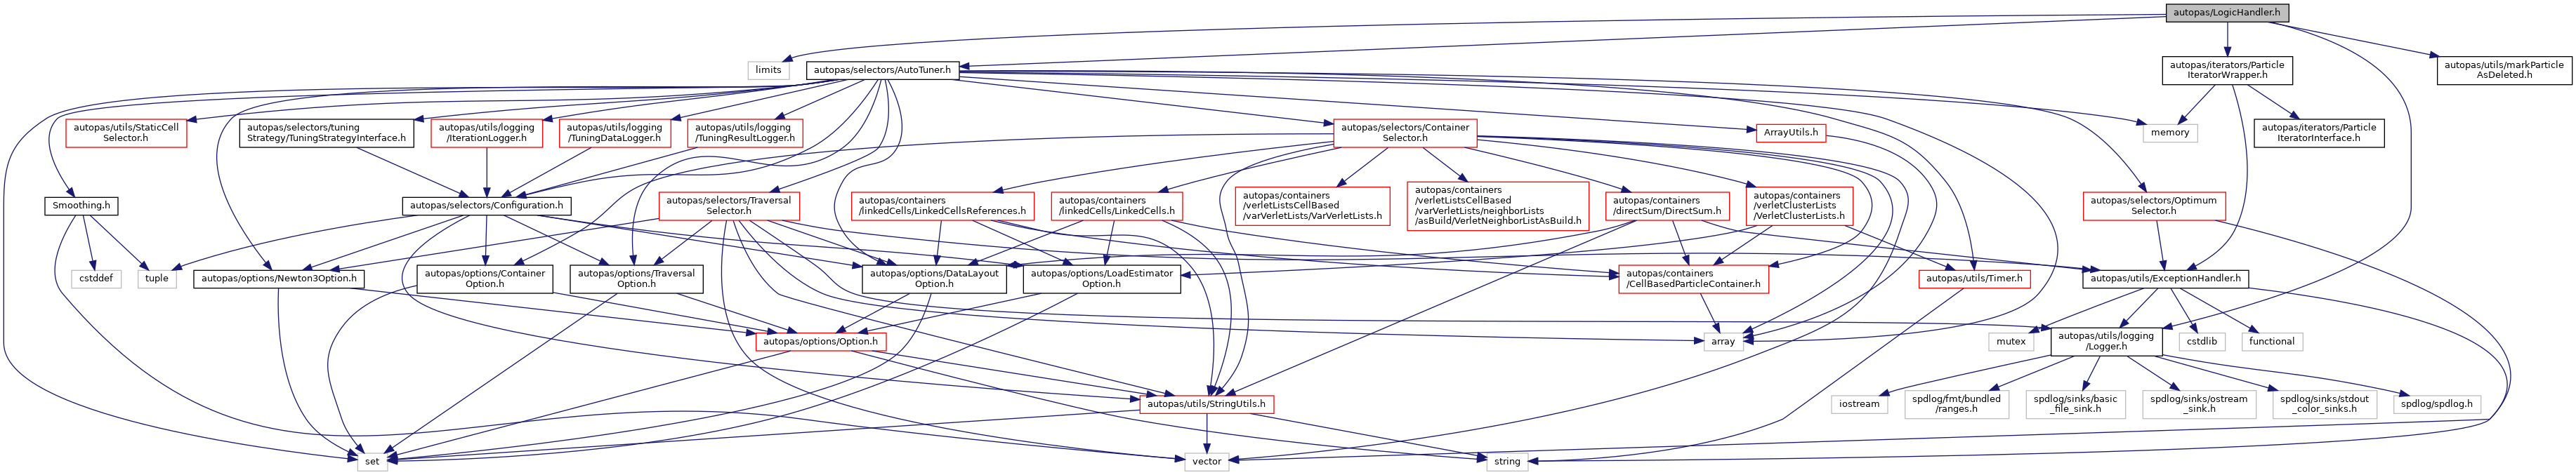 autopas/LogicHandler.h
limits
autopas/selectors/AutoTuner.h
autopas/iterators/Particle
IteratorWrapper.h
autopas/utils/markParticle
AsDeleted.h
autopas/utils/StaticCell
Selector.h
autopas/selectors/tuning
Strategy/TuningStrategyInterface.h
autopas/utils/logging
/IterationLogger.h
autopas/utils/logging
/TuningDataLogger.h
autopas/utils/logging
/TuningResultLogger.h
autopas/selectors/Container
Selector.h
ArrayUtils.h
memory
autopas/iterators/Particle
IteratorInterface.h
Smoothing.h
autopas/selectors/Configuration.h
autopas/selectors/Traversal
Selector.h
autopas/containers
/linkedCells/LinkedCellsReferences.h
autopas/containers
/linkedCells/LinkedCells.h
autopas/containers
/verletListsCellBased
/varVerletLists/VarVerletLists.h
autopas/containers
/verletListsCellBased
/varVerletLists/neighborLists
/asBuild/VerletNeighborListAsBuild.h
autopas/containers
/directSum/DirectSum.h
autopas/containers
/verletClusterLists
/VerletClusterLists.h
autopas/selectors/Optimum
Selector.h
cstddef
tuple
autopas/options/Newton3Option.h
autopas/options/Container
Option.h
autopas/options/Traversal
Option.h
autopas/options/DataLayout
Option.h
autopas/options/LoadEstimator
Option.h
autopas/containers
/CellBasedParticleContainer.h
autopas/utils/Timer.h
autopas/utils/ExceptionHandler.h
autopas/options/Option.h
array
mutex
autopas/utils/logging
/Logger.h
cstdlib
functional
autopas/utils/StringUtils.h
iostream
spdlog/fmt/bundled
/ranges.h
spdlog/sinks/basic
_file_sink.h
spdlog/sinks/ostream
_sink.h
spdlog/sinks/stdout
_color_sinks.h
spdlog/spdlog.h
set
vector
string